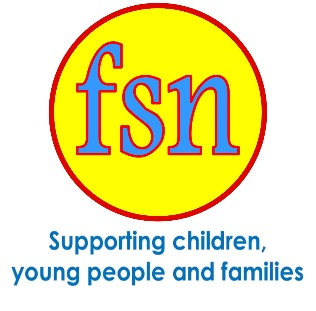 fsn
Supporting children,
young people and families